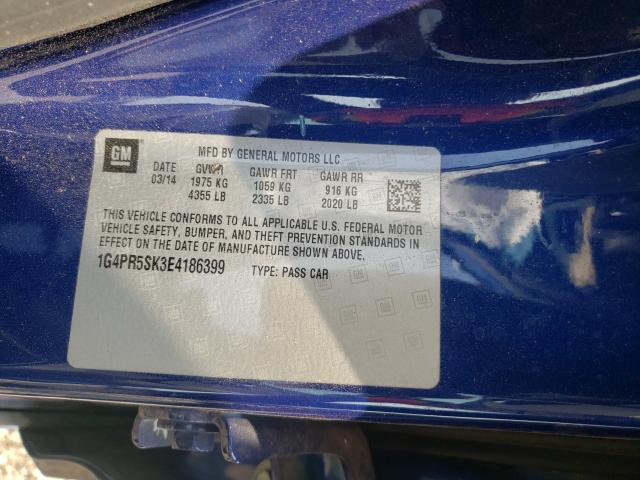 GM
MFD BY GENERAL MOTORS LLC
DATE GVWR GAWR FRT GAWR RR
03/14 1975 KG 1059 KG 916 KG
4355 LB 2335 LB 2020 LB
THIS VEHICLE CONFORMS TO ALL APPLICABLE U.S. FEDERAL MOTOR
VEHICLE SAFETY, BUMPER, AND THEFT PREVENTION STANDARDS IN
EFFECT ON THE DATE OF MANUFACTURE SHOWN ABOVE.
1G4PR5SK3E4186399 TYPE: PASS CAR